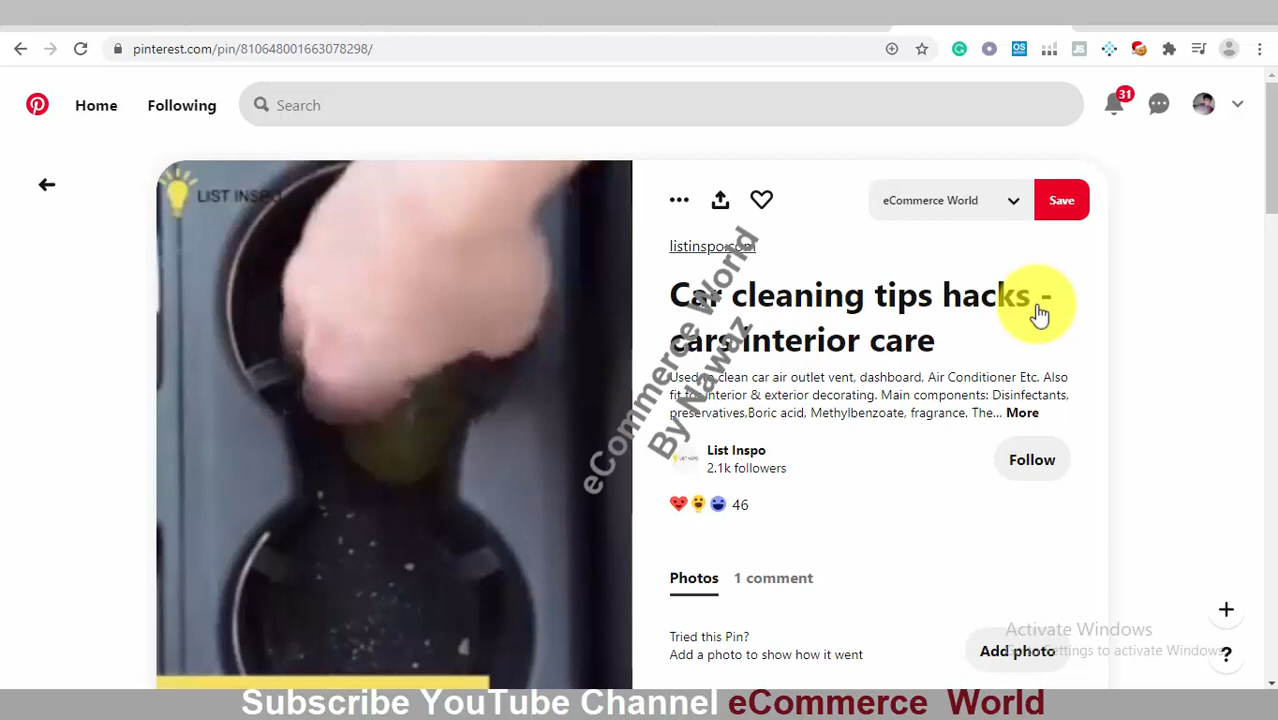 pinterest.com/pin/810648001663078298/
Home
Following
Search
31
LIST INSPO
eCommerce World
Save
listinspo.com
Car cleaning tips hacks -
cars interior care
Used to clean car air outlet vent, dashboard, Air Conditioner Etc. Also
fit for Interior & exterior decorating. Main components: Disinfectants,
preservatives,Boric acid, Methylbenzoate, fragrance, The... More
List Inspo
2.1k followers
Follow
46
eCommerce World
By Nawaz
Photos
1 comment
Tried this Pin?
Add a photo to show how it went
Add photo
Activate Windows
Go to Settings to activate Windows.
?
Subscribe YouTube Channel eCommerce World